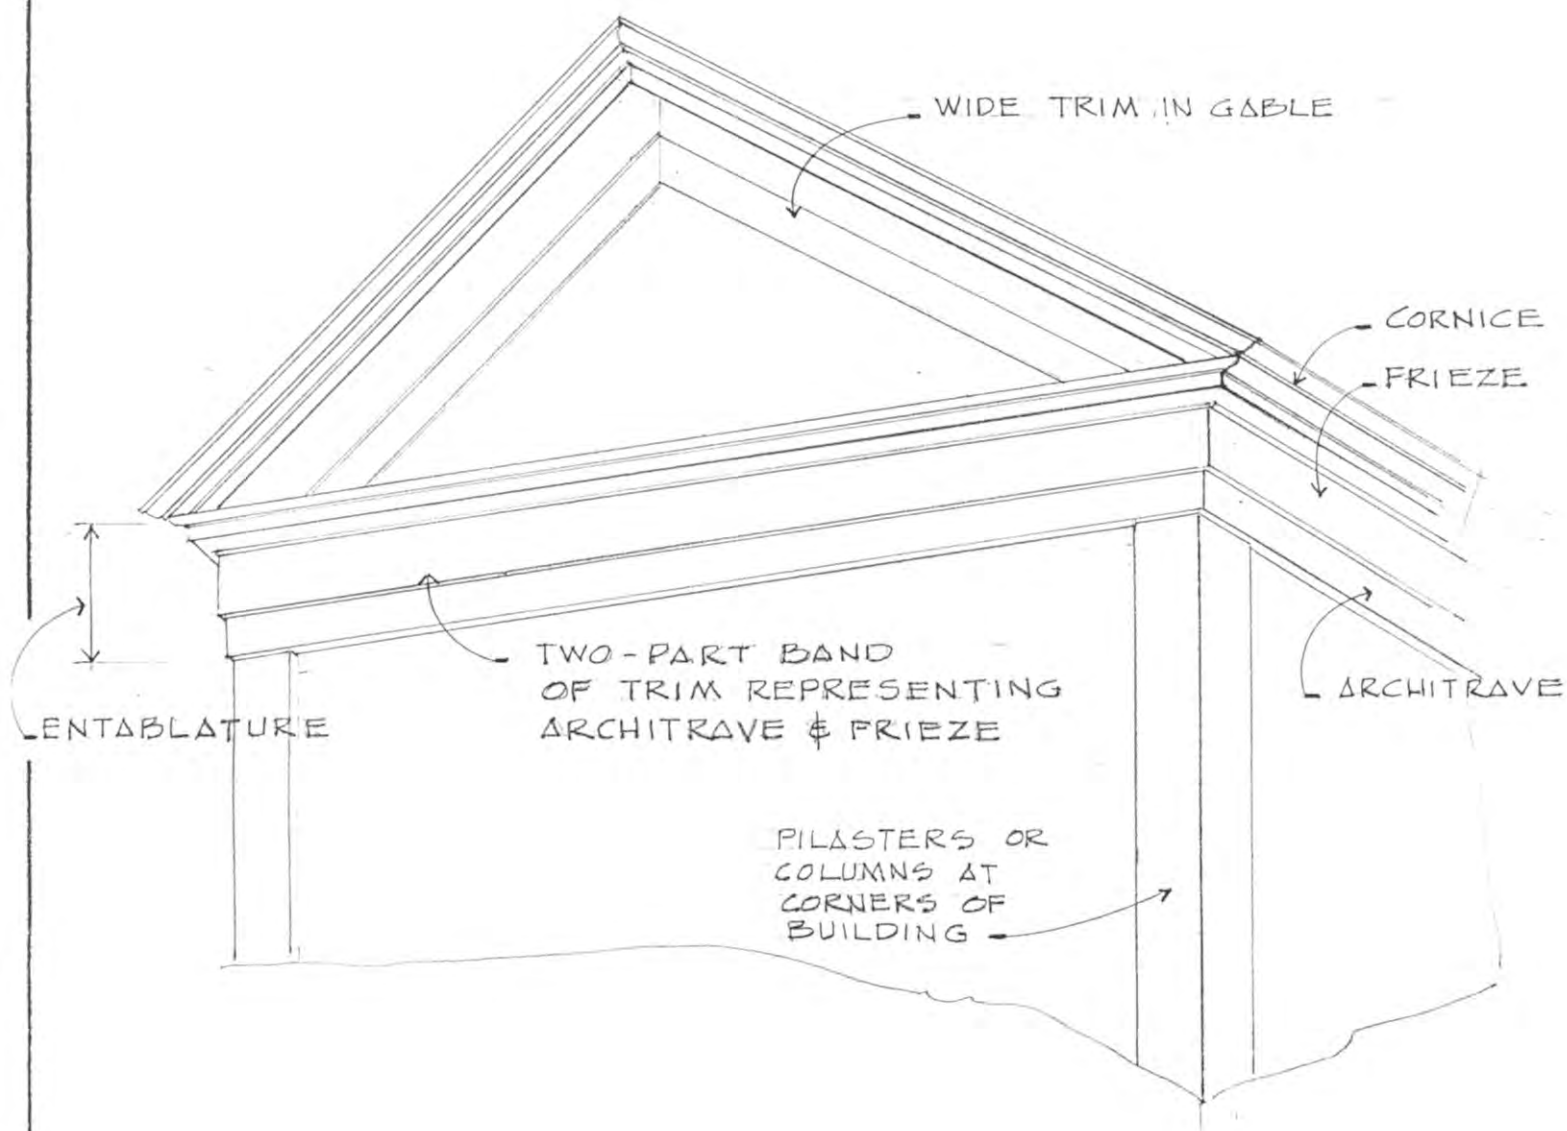 WIDE TRIM IN GABLE
CORNICE
FRIEZE
TWO-PART BAND
OF TRIM REPRESENTING
ARCHITRAVE & FRIEZE
ARCHITRAVE
ENTABLATURE
PILASTERS OR
COLUMNS AT
CORNERS OF
BUILDING